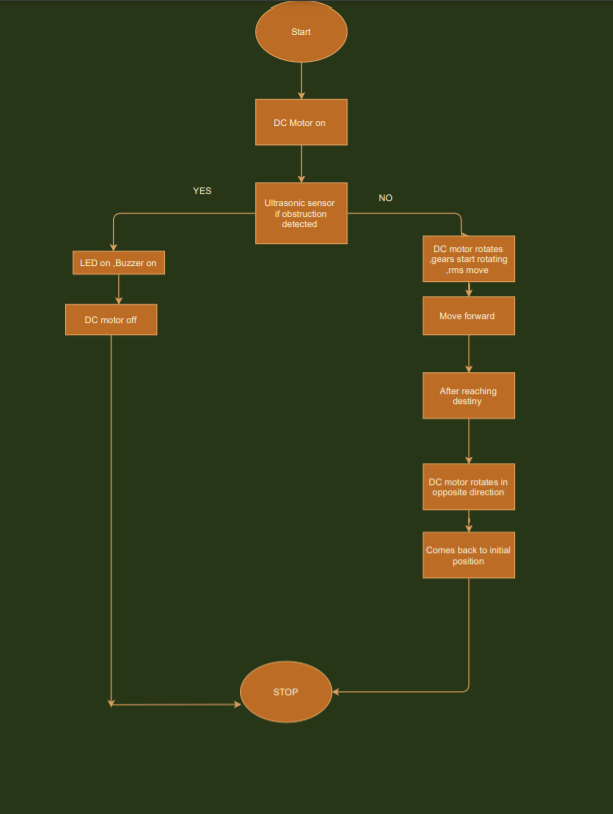 Start
DC Motor on
YES
NO
Ultrasonic sensor
if obstruction
detected
LED on ,Buzzer on
DC motor off
DC motor rotates
,gears start rotating
,rms move
Move forward
After reaching
destiny
DC motor rotates in
opposite direction
Comes back to initial
position
STOP